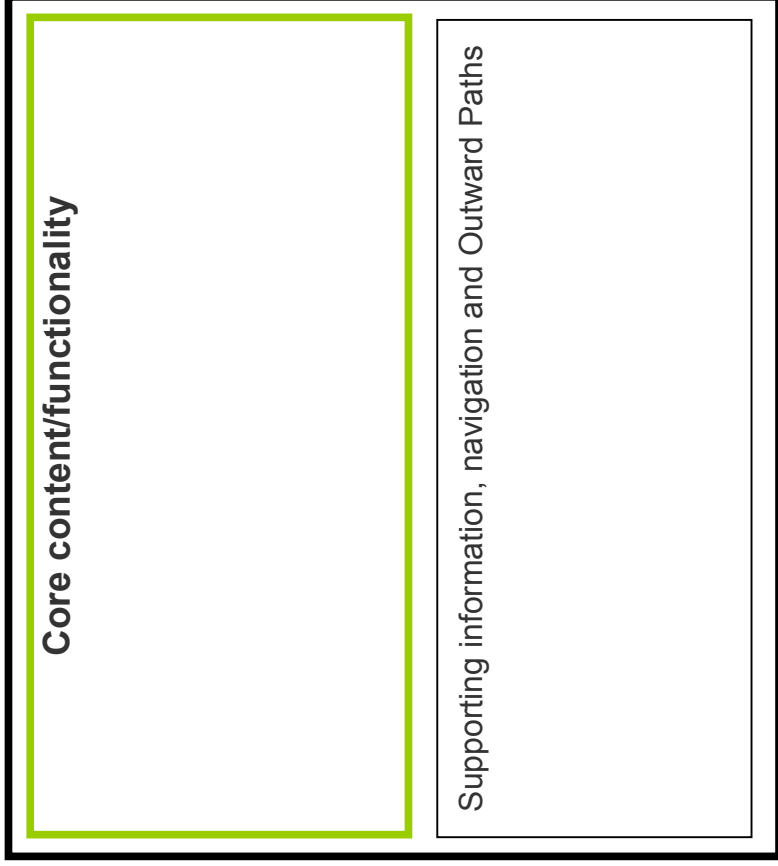 Core content/functionality
Supporting information, navigation and Outward Paths